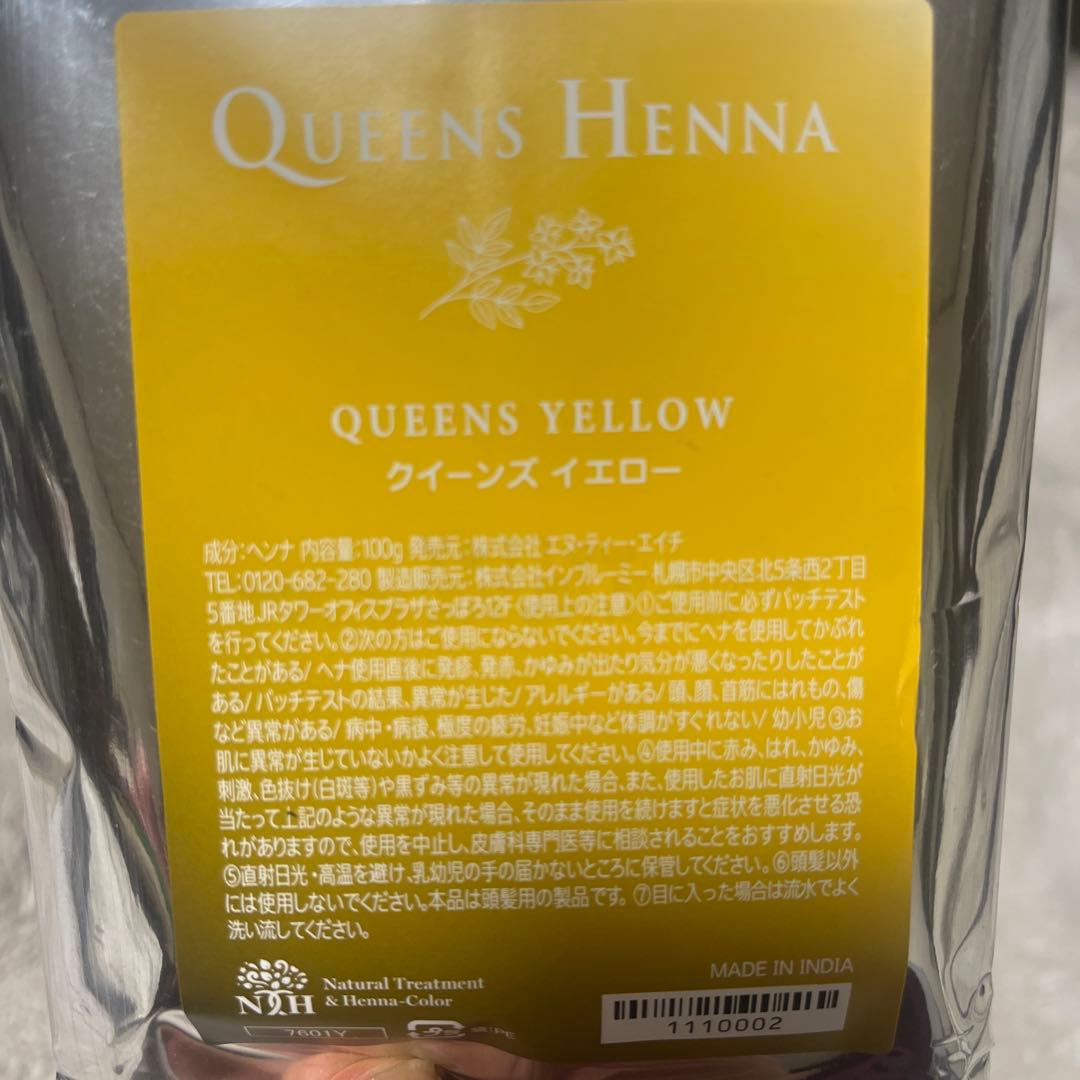 QUEENS HENNA
QUEENS YELLOW
クイーンズ イエロー
成分:ヘンナ 内容量:100g 発売元:株式会社 エヌ・ティー・エイチ
TEL:0120-682-280 製造販売元:株式会社インブルーミー 札幌市中央区北5条西2丁目
5番地JRタワーオフィスプラザさっぽろ12F〈使用上の注意〉①ご使用前に必ずパッチテスト
を行ってください。②次の方はご使用にならないでください。今までにヘナを使用してかぶれ
たことがある/ ヘナ使用直後に発疹、発赤、かゆみが出たり気分が悪くなったりしたことが
ある/ パッチテストの結果、異常が生じた/ アレルギーがある/ 頭、顔、首筋にはれもの、傷
など異常がある/ 病中・病後、極度の疲労、妊娠中など体調がすぐれない/ 幼小児 ③お
肌に異常が生じていないかよく注意して使用してください。④使用中に赤み、はれ、かゆみ、
刺激、色抜け(白斑等)や黒ずみ等の異常が現れた場合、また、使用したお肌に直射日光が
当たって上記のような異常が現れた場合、そのまま使用を続けますと症状を悪化させる恐
れがありますので、使用を中止し、皮膚科専門医等に相談されることをおすすめします。
⑤直射日光・高温を避け、乳幼児の手の届かないところに保管してください。⑥頭髪以外
には使用しないでください。本品は頭髪用の製品です。⑦目に入った場合は流水でよく
洗い流してください。
MADE IN INDIA
NTH
Natural Treatment
& Henna-Color
7601Y
PE
1110002